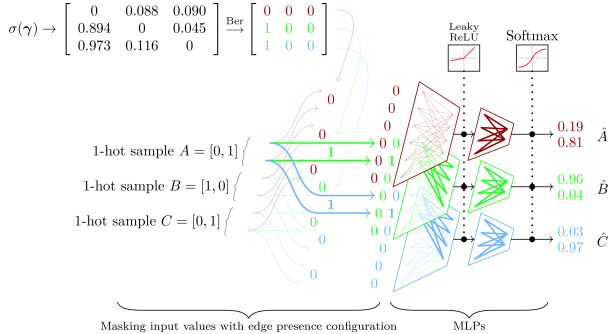 0 0.088 0.090
σ(γ) → 0.894 0 0.045
0.973 0.116 0
Ber
→
0 0 0
1 0 0
1 0 0
Leaky
ReLU
Softmax
0
0
1
0
0
1
0
0
0
0
0
0 0
0 1
0 0
0 0
0 1
0
0
0
0
1-hot sample A = [0,1]
1-hot sample B = [1,0]
1-hot sample C = [0,1]
0.19
0.81
Â
0.96
0.04
B̂
0.03
0.97
Ĉ
Masking input values with edge presence configuration
MLPs